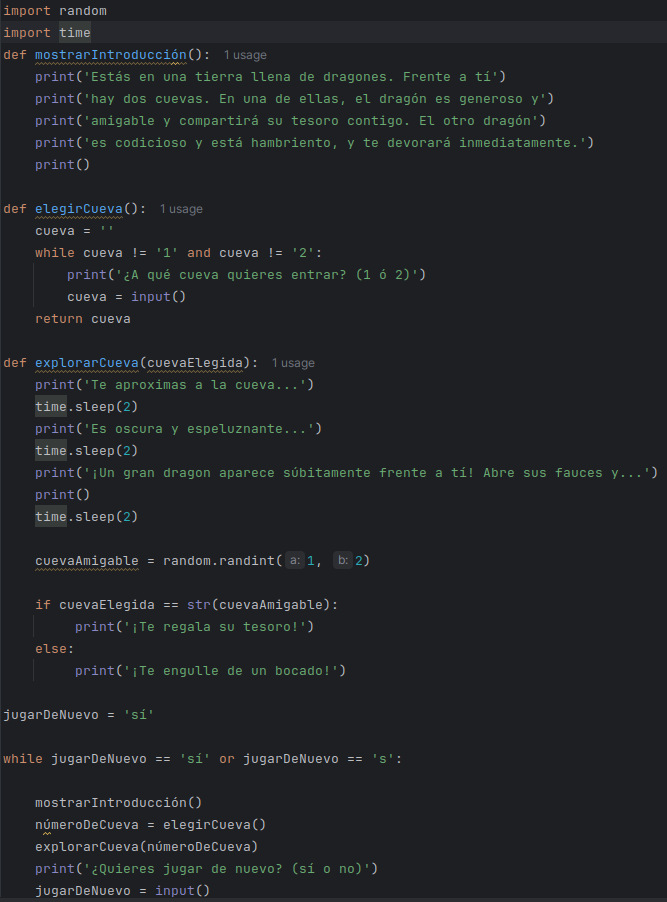 import random
import time
def mostrarIntroducción(): 1 usage
    print('Estás en una tierra llena de dragones. Frente a tí')
    print('hay dos cuevas. En una de ellas, el dragón es generoso y')
    print('amigable y compartirá su tesoro contigo. El otro dragón')
    print('es codicioso y está hambriento, y te devorará inmediatamente.')
    print()

def elegirCueva(): 1 usage
    cueva = ''
    while cueva != '1' and cueva != '2':
        print('¿A qué cueva quieres entrar? (1 ó 2)')
        cueva = input()
    return cueva

def explorarCueva(cuevaElegida): 1 usage
    print('Te aproximas a la cueva...')
    time.sleep(2)
    print('Es oscura y espeluznante...')
    time.sleep(2)
    print('¡Un gran dragon aparece súbitamente frente a tí! Abre sus fauces y...')
    print()
    time.sleep(2)

    cuevaAmigable = random.randint(a: 1, b: 2)

    if cuevaElegida == str(cuevaAmigable):
         print('¡Te regala su tesoro!')
    else:
         print('¡Te engulle de un bocado!')

jugarDeNuevo = 'sí'

while jugarDeNuevo == 'sí' or jugarDeNuevo == 's':

    mostrarIntroducción()
    númeroDeCueva = elegirCueva()
    explorarCueva(númeroDeCueva)
    print('¿Quieres jugar de nuevo? (sí o no)')
    jugarDeNuevo = input()